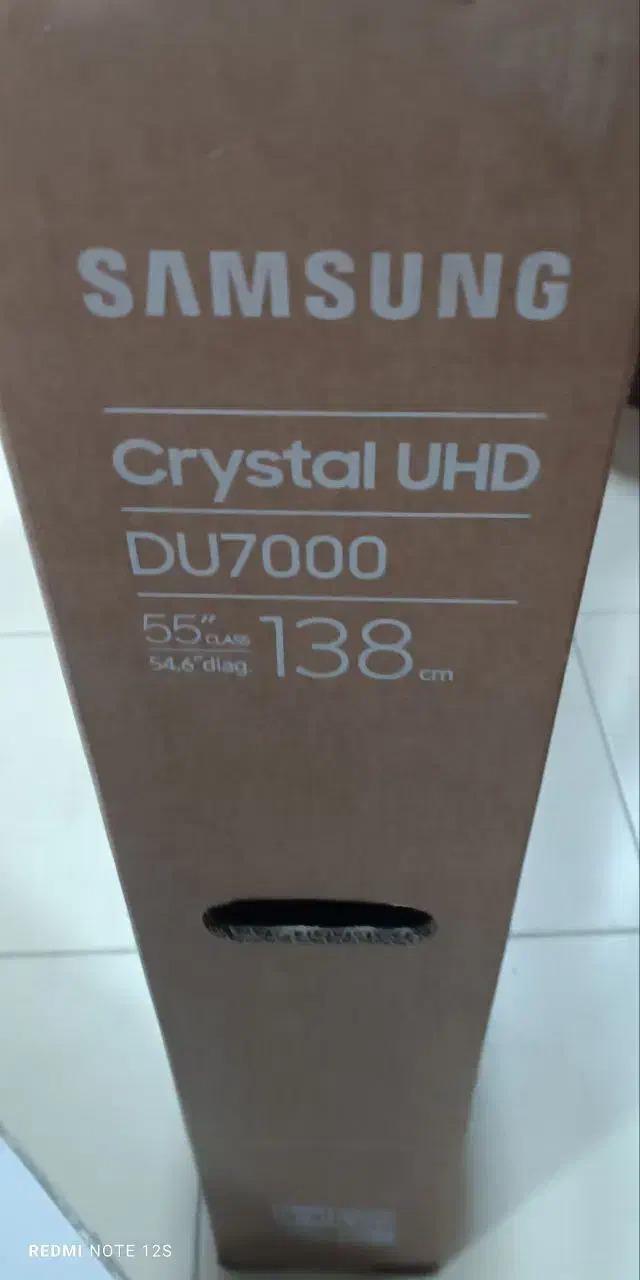 SAMSUNG
Crystal UHD
DU7000
55” CLASS
54,6” diag.
138 cm
REDMI NOTE 12S